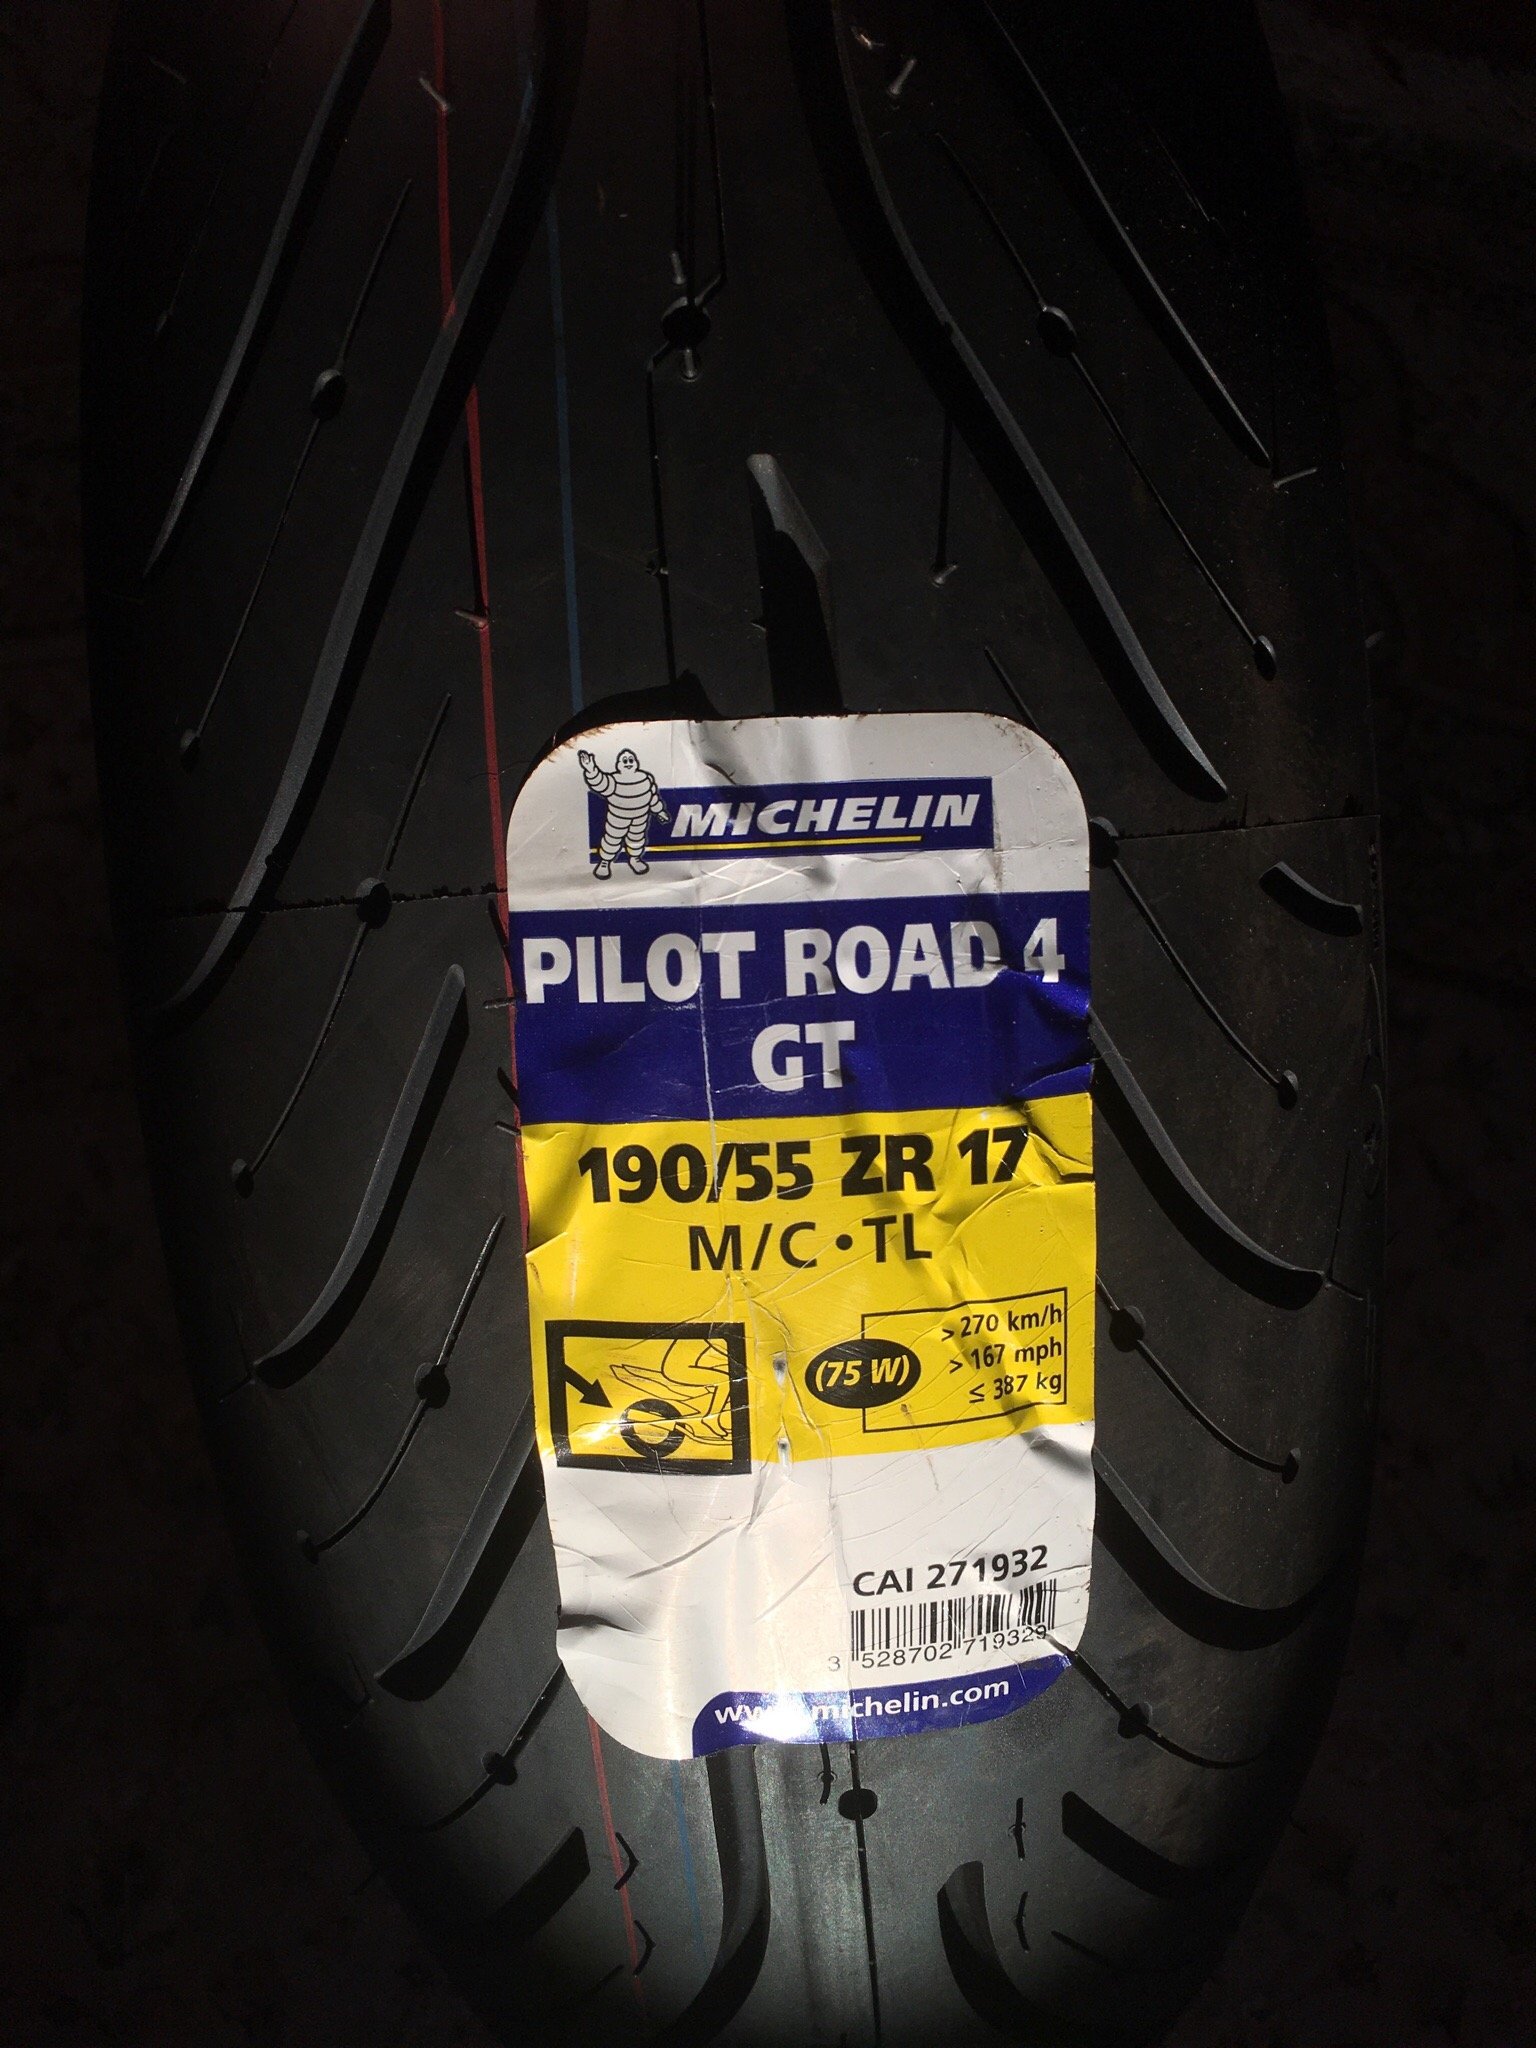 MICHELIN
PILOT ROAD 4
GT
190/55 ZR 17
M/C • TL
(75 W)
> 270 km/h
> 167 mph
≤ 387 kg
CAI 271932
3 528702 719329
www.michelin.com